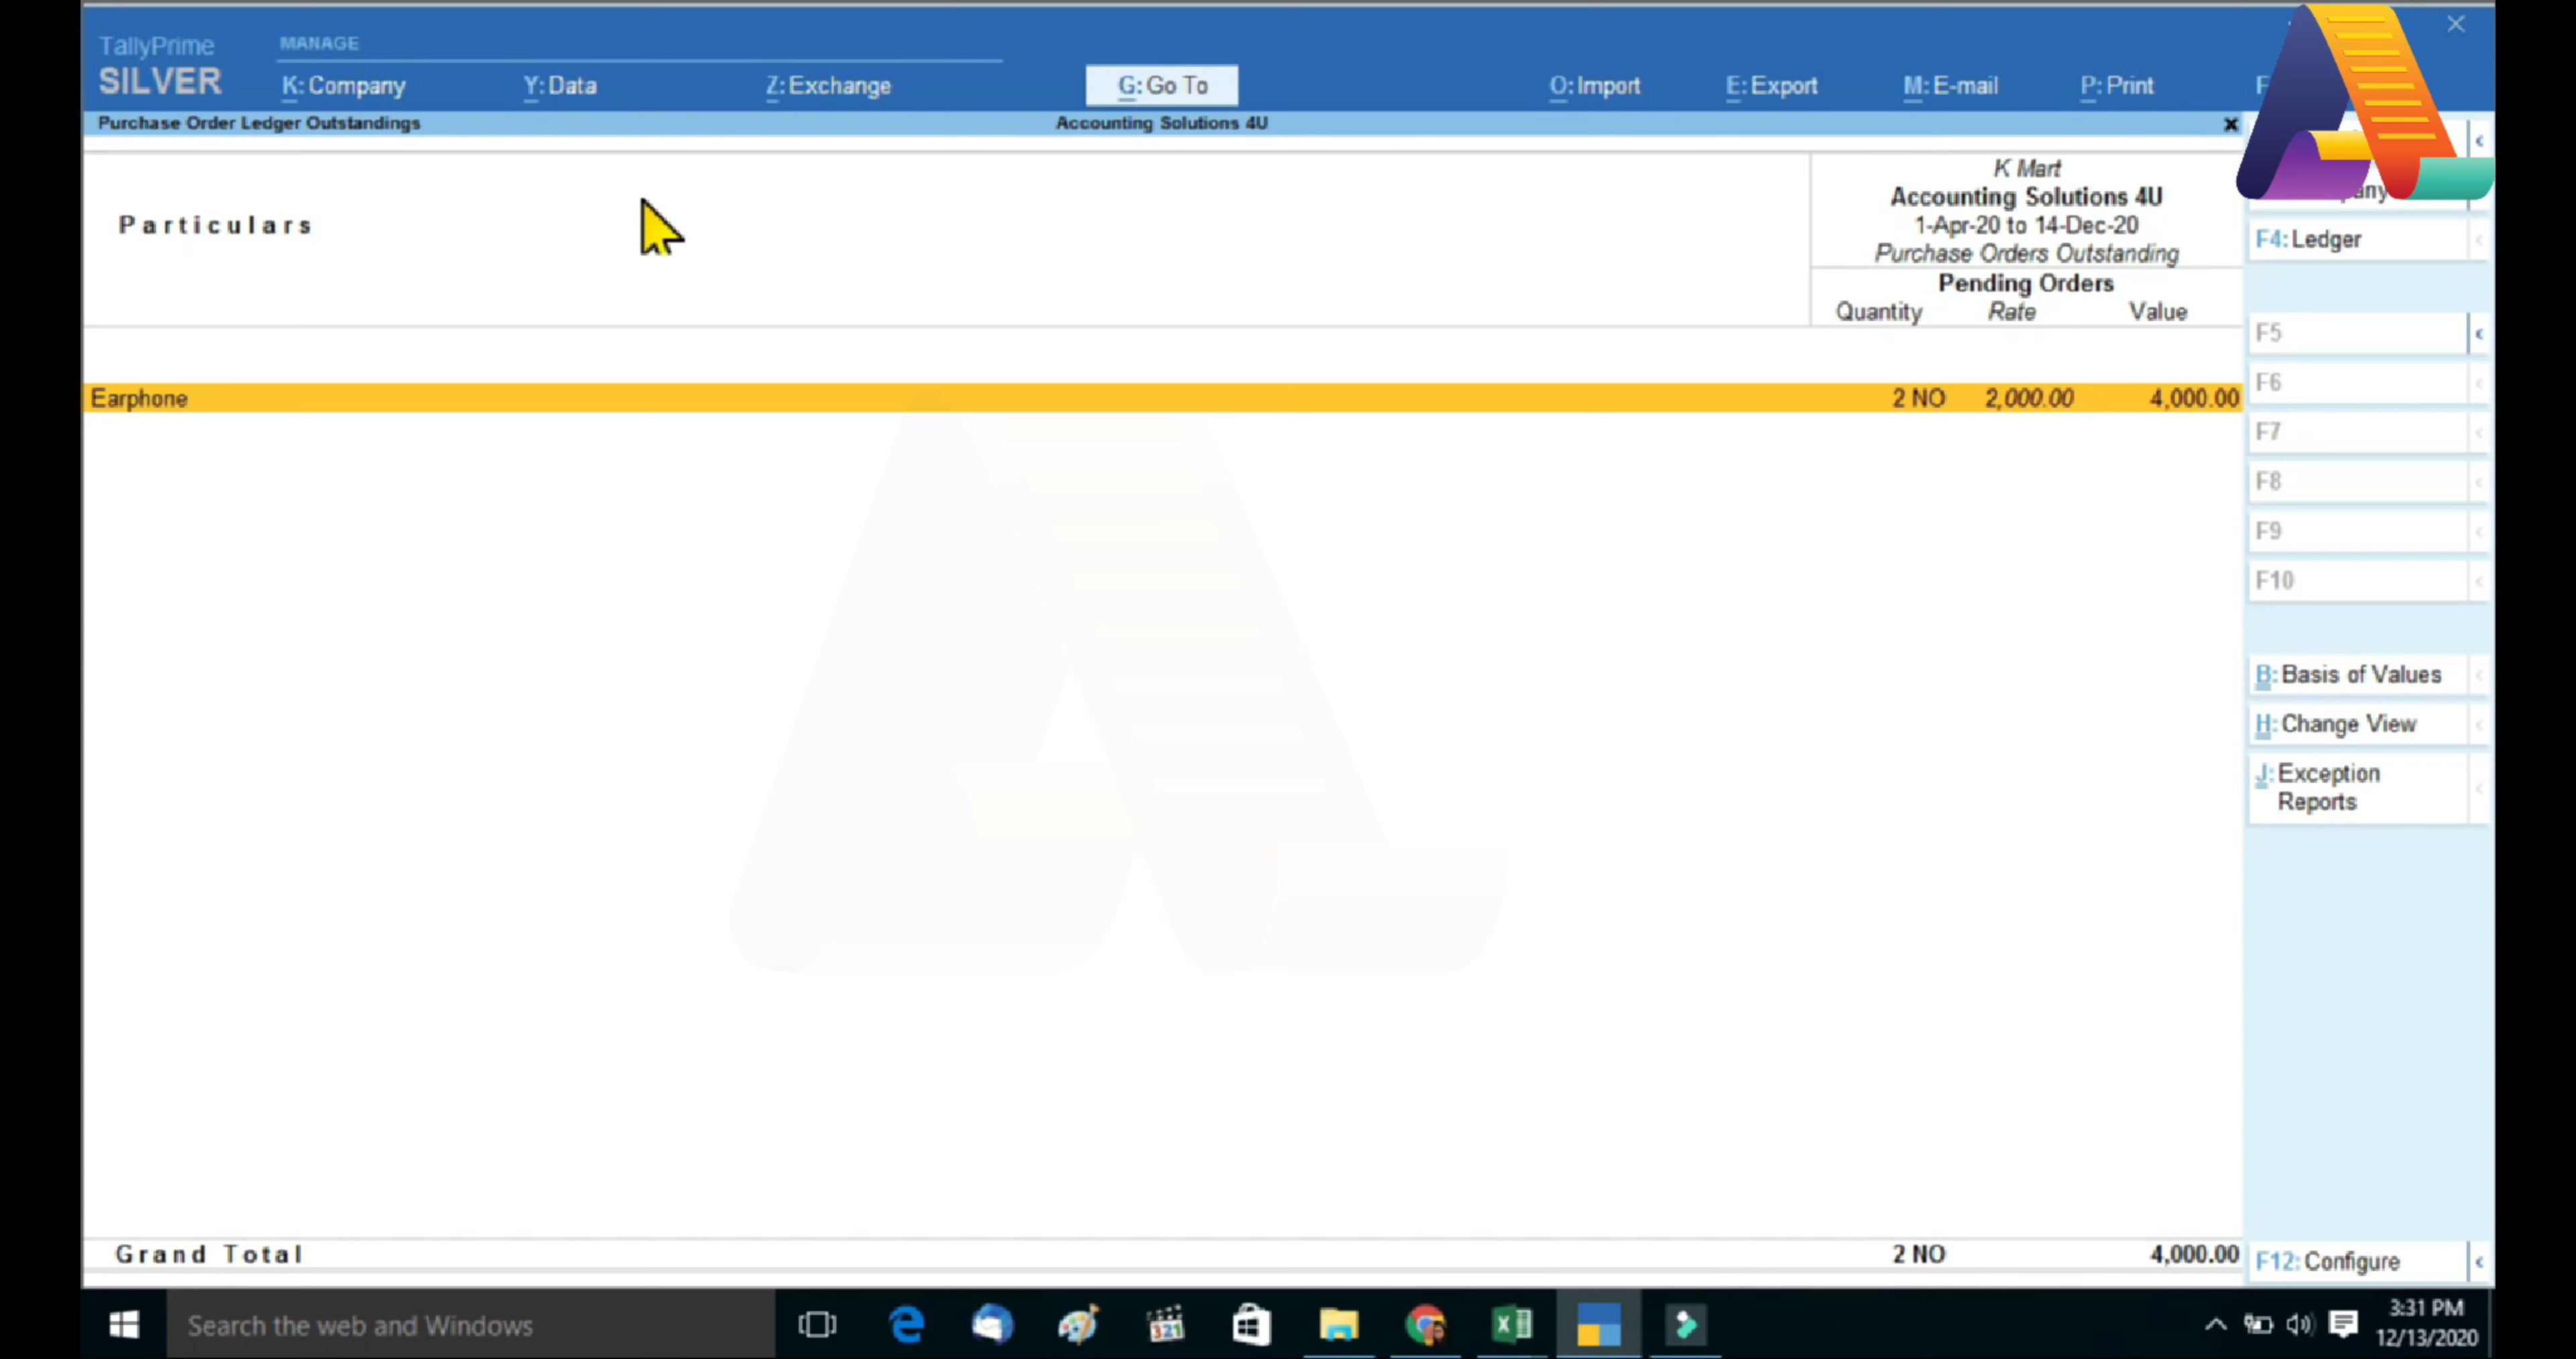 TallyPrime
SILVER
MANAGE
K: Company
Y: Data
Z: Exchange
G: Go To
O: Import
E: Export
M: E-mail
P: Print
F
Purchase Order Ledger Outstandings
Accounting Solutions 4U
Particulars
K Mart
Accounting Solutions 4U
1-Apr-20 to 14-Dec-20
Purchase Orders Outstanding
Pending Orders
Quantity Rate Value
Earphone 2 NO 2,000.00 4,000.00
Grand Total 2 NO 4,000.00
F4: Ledger
F5
F6
F7
F8
F9
F10
B: Basis of Values
H: Change View
J: Exception
Reports
F12: Configure
Search the web and Windows
321
3:31 PM
12/13/2020